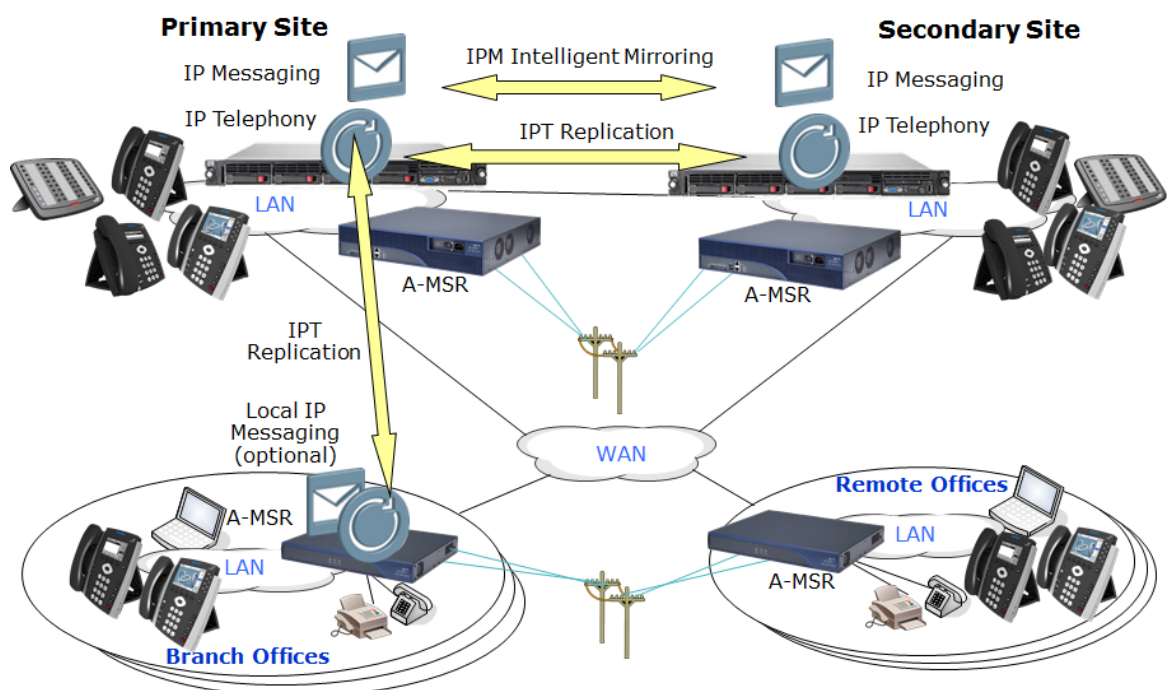 Primary Site
Secondary Site
IP Messaging
IPM Intelligent Mirroring
IP Messaging
IP Telephony
IPT Replication
IP Telephony
LAN
LAN
A-MSR
A-MSR
IPT
Replication
Local IP
Messaging
(optional)
WAN
A-MSR
LAN
Branch Offices
Remote Offices
LAN
A-MSR